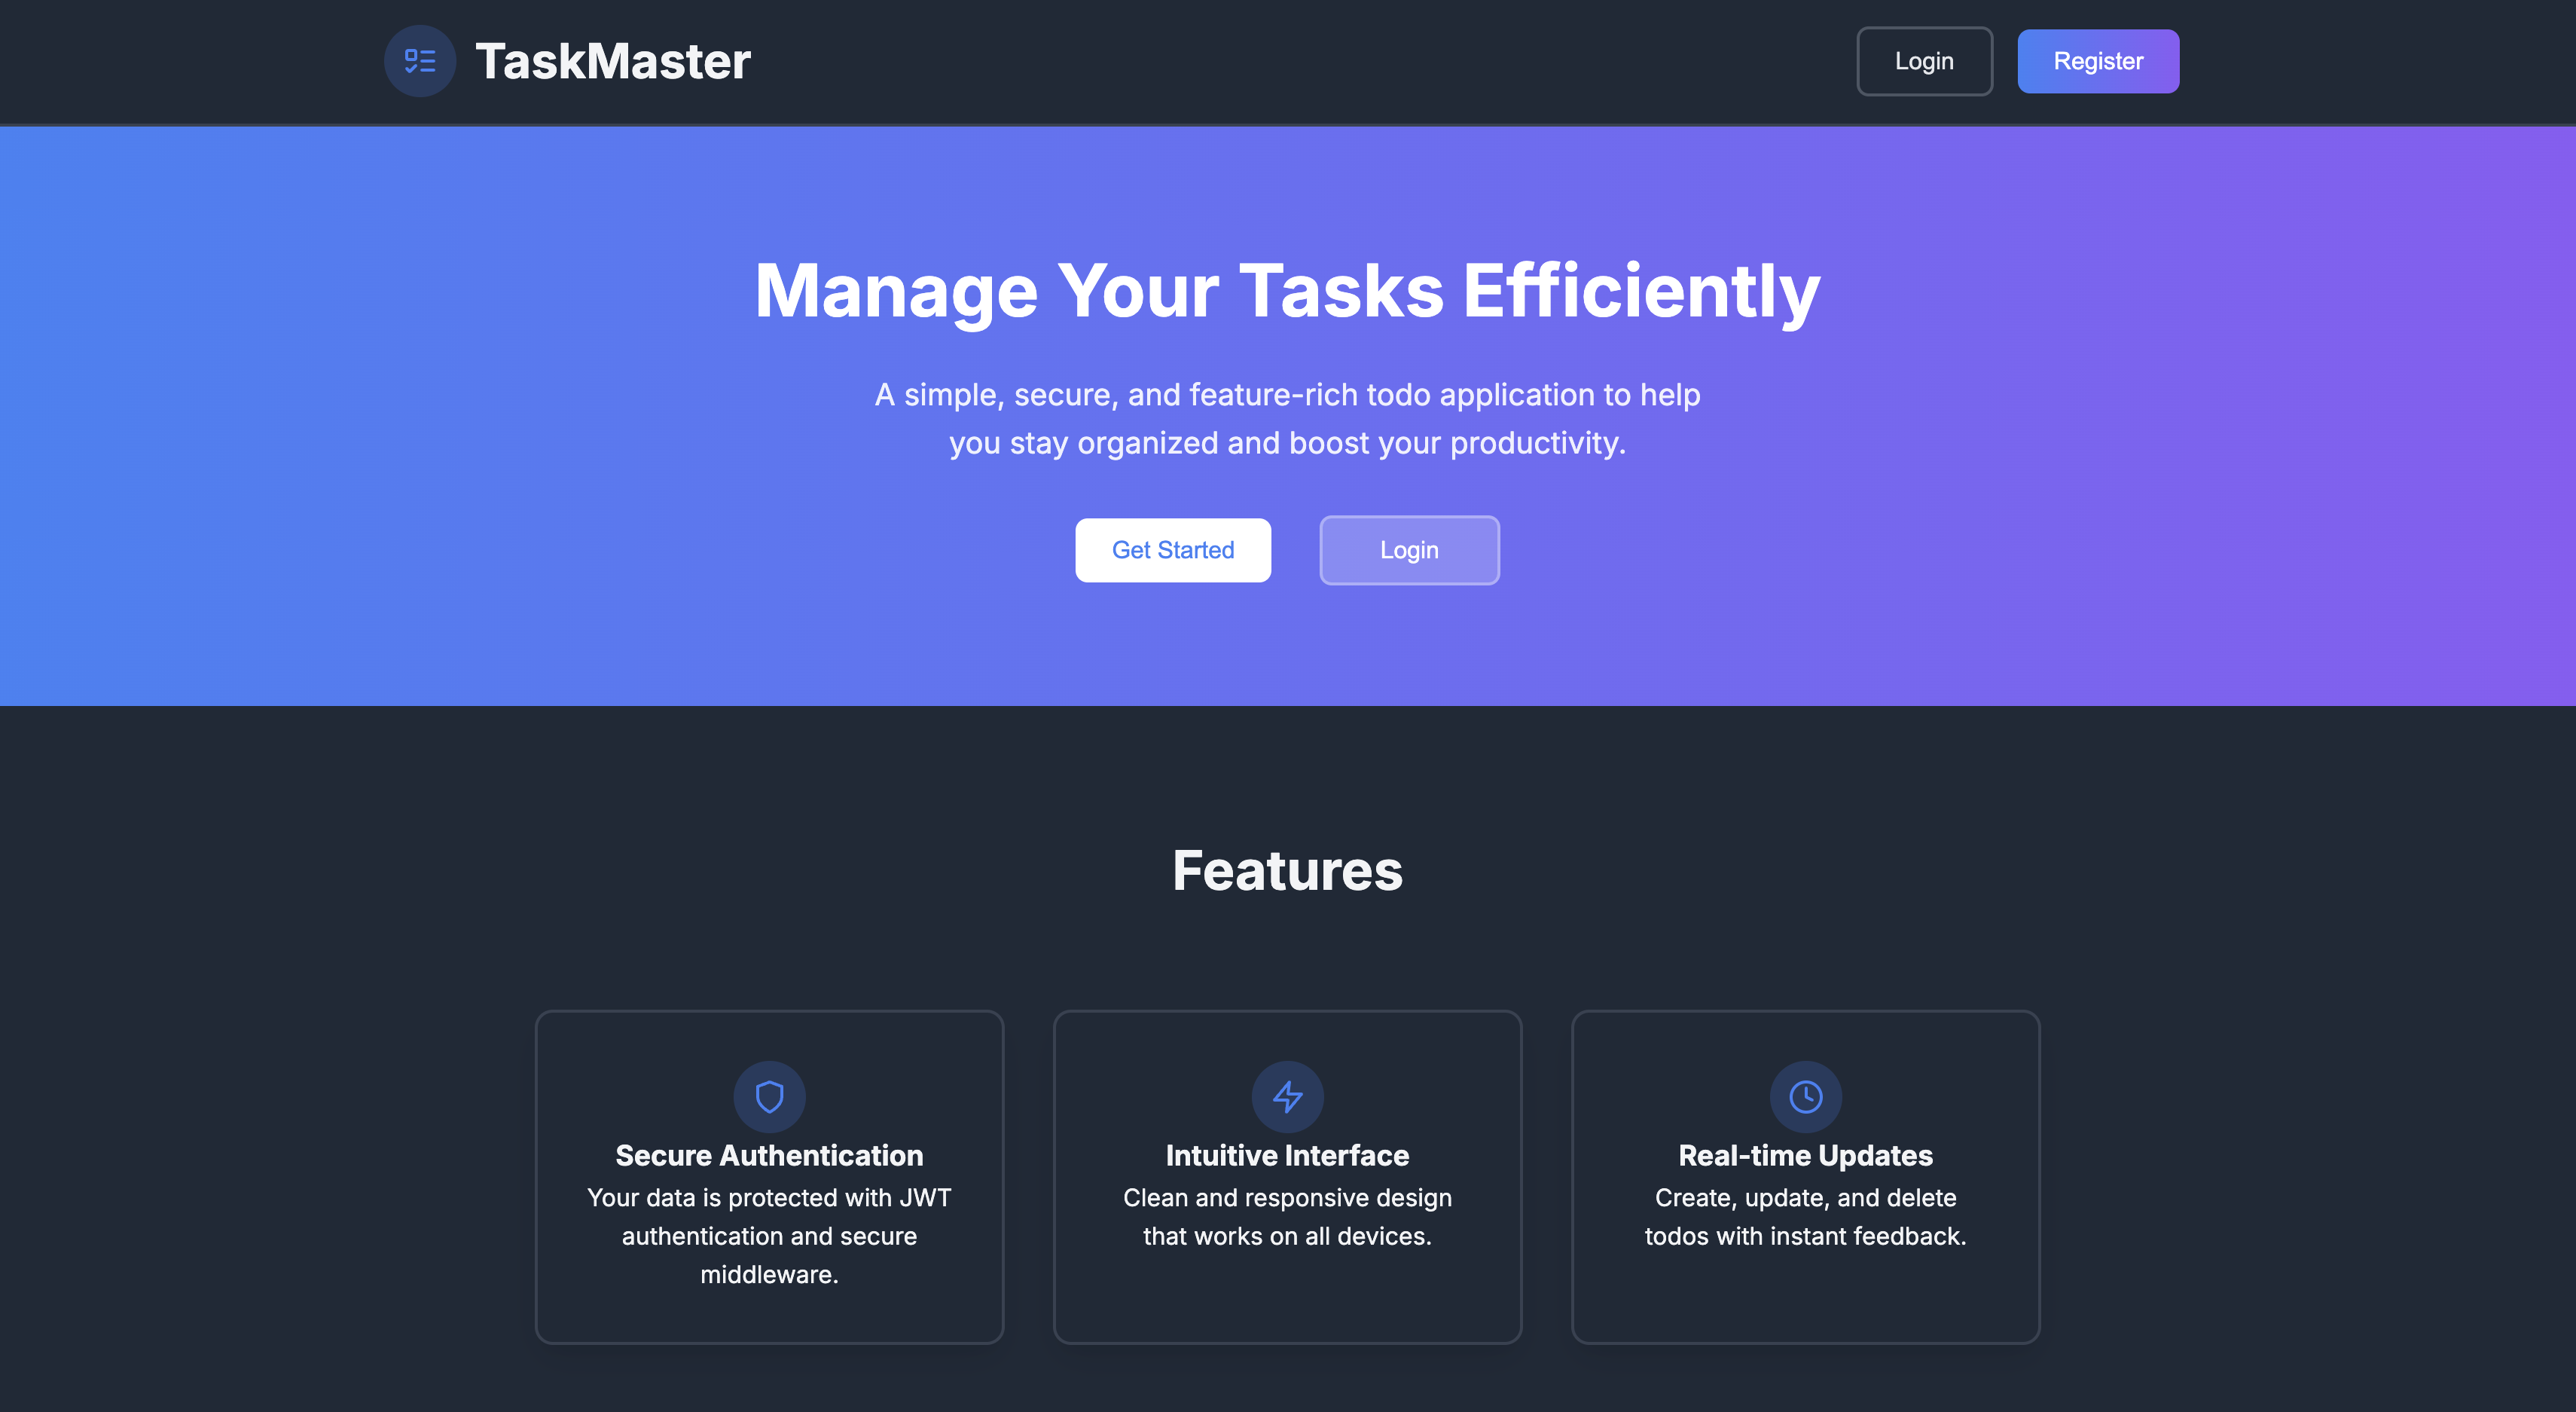 TaskMaster
Login
Register
Manage Your Tasks Efficiently
A simple, secure, and feature-rich todo application to help
you stay organized and boost your productivity.
Get Started
Login
Features
Secure Authentication
Your data is protected with JWT
authentication and secure
middleware.
Intuitive Interface
Clean and responsive design
that works on all devices.
Real-time Updates
Create, update, and delete
todos with instant feedback.